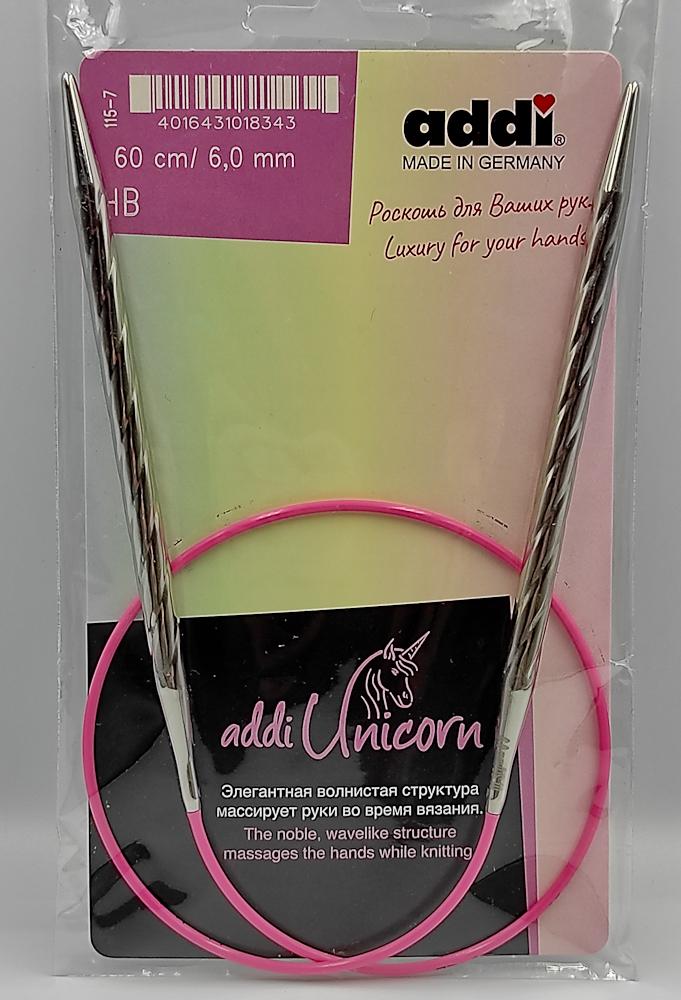 115-7
4016431018343
60 cm/ 6,0 mm
HB
addi®
MADE IN GERMANY
Роскошь для Ваших рук
Luxury for your hands
addi Unicorn
Элегантная волнистая структура
массирует руки во время вязания.
The noble, wavelike structure
massages the hands while knitting